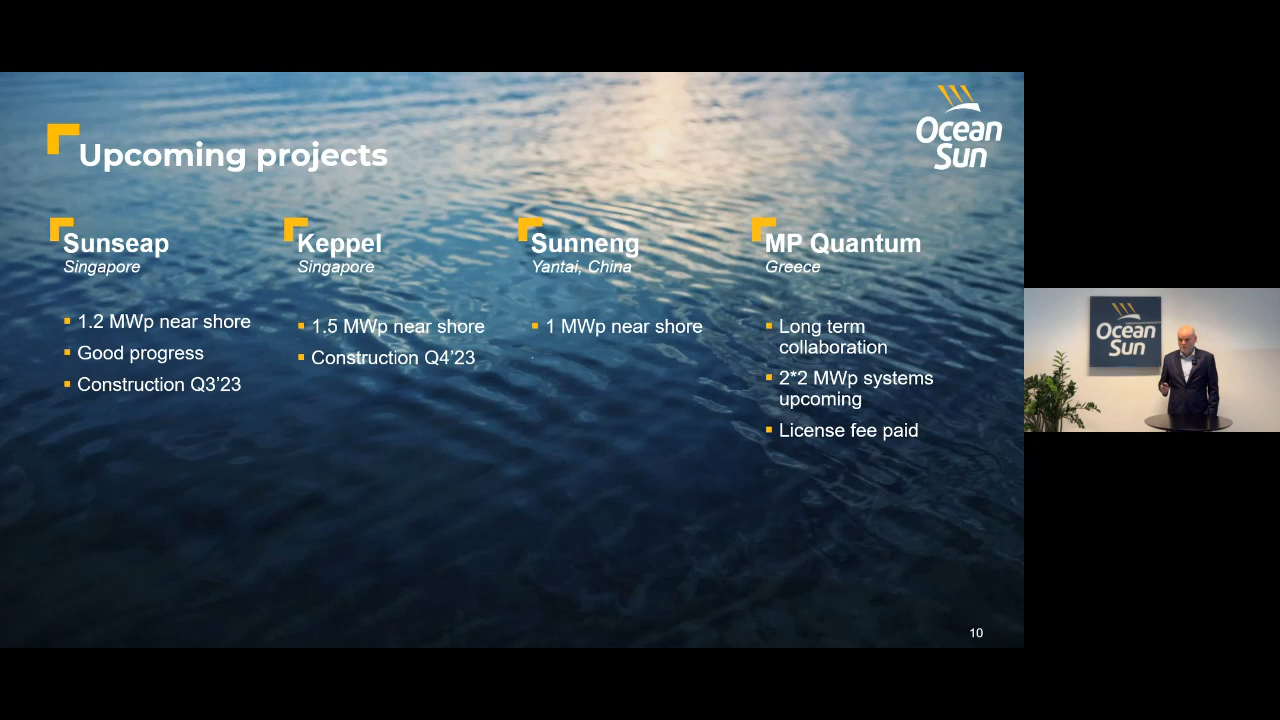 Ocean
Sun
Upcoming projects
Sunseap
Singapore
1.2 MWp near shore
Good progress
Construction Q3'23
Keppel
Singapore
1.5 MWp near shore
Construction Q4'23
Sunneng
Yantai, China
1 MWp near shore
MP Quantum
Greece
Long term
collaboration
2*2 MWp systems
upcoming
License fee paid
10
Ocean
Sun